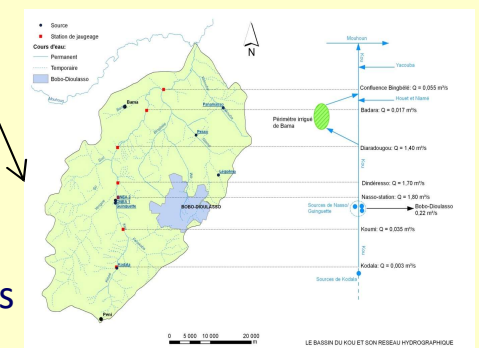 Source
Station de jaugeage
Cours d'eau:
Permanent
Temporaire
Bobo-Dioulasso
N
Mouhoun
Bama
BOBO-DIOULASSO
Kodala
Peni
s
Mouhoun
Kou
Confluence Bingbélé: Q = 0,055 m³/s
Houet et Niamé
Badara: Q = 0,017 m³/s
Périmètre irrigué
de Bama
Diaradougou: Q = 1,40 m³/s
Kou
Dindéresso: Q = 1,70 m³/s
Nasso-station: Q = 1,80 m³/s
Sources de Nasso/
Guinguette
Bobo-Dioulasso
0,22 m³/s
Koumi: Q = 0,035 m³/s
Kou
Kodala: Q = 0,003 m³/s
Sources de Kodala
0 5 000 10 000 20 000
m
LE BASSIN DU KOU ET SON RESEAU HYDROGRAPHIQUE